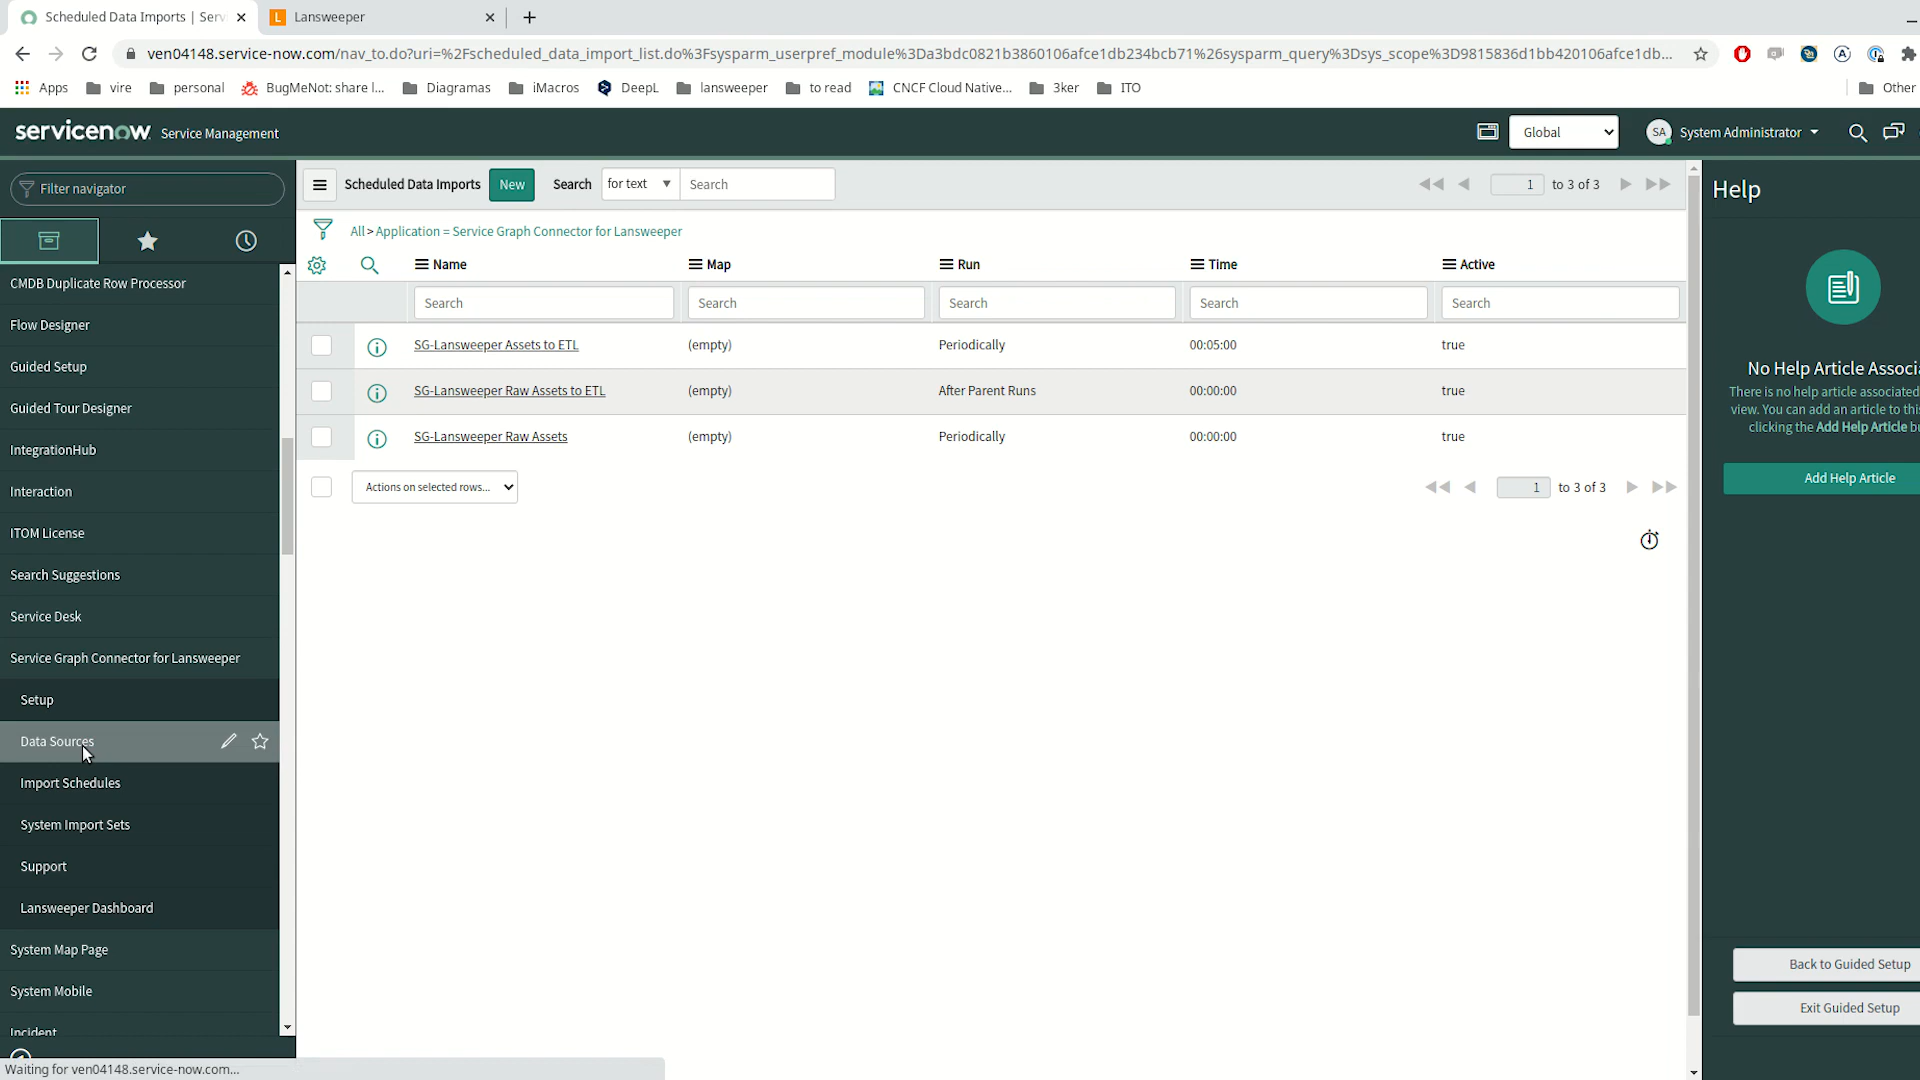 Scheduled Data Imports | Serv
Lansweeper
ven04148.service-now.com/nav_to.do?uri=%2Fscheduled_data_import_list.do%3Fsysparm_userpref_module%3Da3bdc0821b3860106afce1db234bcb71%26sysparm_query%3Dsys_scope%3D9815836d1bb420106afce1db...
Apps
vire
personal
BugMeNot: share l...
Diagramas
iMacros
DeepL
lansweeper
to read
CNCF Cloud Native...
3ker
ITO
Other
servicenow Service Management
Global
SA System Administrator
Filter navigator
CMDB Duplicate Row Processor
Flow Designer
Guided Setup
Guided Tour Designer
IntegrationHub
Interaction
ITOM License
Search Suggestions
Service Desk
Service Graph Connector for Lansweeper
Setup
Data Sources
Import Schedules
System Import Sets
Support
Lansweeper Dashboard
System Map Page
System Mobile
Incident
Waiting for ven04148.service-now.com...
Scheduled Data Imports New Search for text Search
1 to 3 of 3
All > Application = Service Graph Connector for Lansweeper
Name Map Run Time Active
Search Search Search Search Search
SG-Lansweeper Assets to ETL (empty) Periodically 00:05:00 true
SG-Lansweeper Raw Assets to ETL (empty) After Parent Runs 00:00:00 true
SG-Lansweeper Raw Assets (empty) Periodically 00:00:00 true
Actions on selected rows...
1 to 3 of 3
Help
No Help Article Associa
There is no help article associated
view. You can add an article to this
clicking the Add Help Article bu
Add Help Article
Back to Guided Setup
Exit Guided Setup